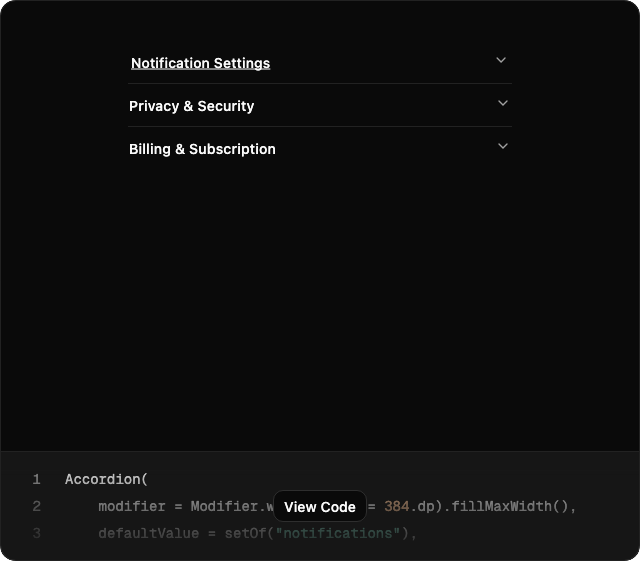 Notification Settings
Privacy & Security
Billing & Subscription
1 Accordion(
2 modifier = Modifier.w View Code = 384.dp).fillMaxWidth(),
3 defaultValue = setOf("notifications"),